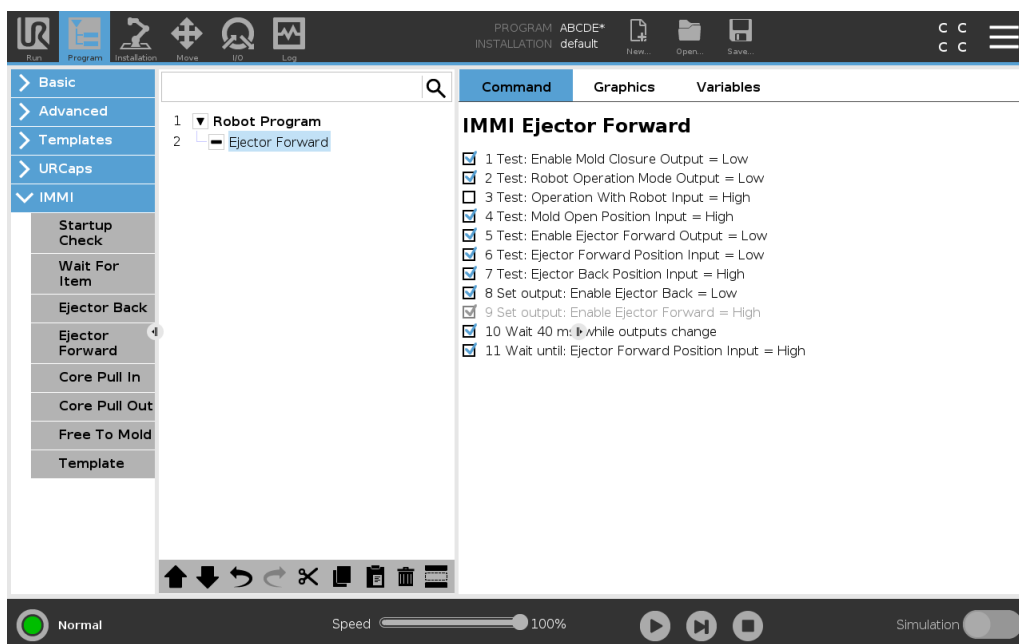 PROGRAM ABCDE*
INSTALLATION default
Run Program Installation Move I/O Log New... Open... Save...
C C
C C
Basic
Advanced
Templates
URCaps
IMMI
Startup
Check
Wait For
Item
Ejector Back
Ejector
Forward
Core Pull In
Core Pull Out
Free To Mold
Template
1 Robot Program
2 Ejector Forward
Command Graphics Variables
IMMI Ejector Forward
1 Test: Enable Mold Closure Output = Low
2 Test: Robot Operation Mode Output = Low
3 Test: Operation With Robot Input = High
4 Test: Mold Open Position Input = High
5 Test: Enable Ejector Forward Output = Low
6 Test: Ejector Forward Position Input = Low
7 Test: Ejector Back Position Input = High
8 Set output: Enable Ejector Back = Low
9 Set output: Enable Ejector Forward = High
10 Wait 40 ms while outputs change
11 Wait until: Ejector Forward Position Input = High
Normal
Speed 100%
Simulation